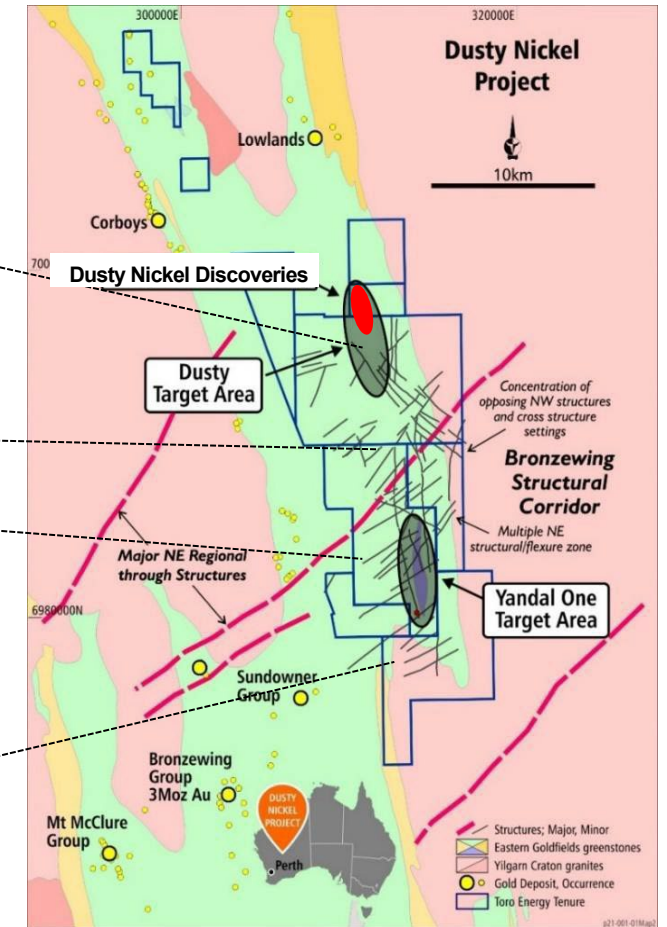 300000E
320000E
Dusty Nickel
Project
10km
Lowlands
Corboys
700
Dusty Nickel Discoveries
Dusty
Target Area
Concentration of
opposing NW structures
and cross structure
settings
Bronzewing
Structural
Corridor
Multiple NE
structural/flexure zone
Major NE Regional
through Structures
6980000N
Yandal One
Target Area
Sundowner
Group
Bronzewing
Group
3Moz Au
Mt McClure
Group
DUSTY
NICKEL
PROJECT
Perth
Structures; Major, Minor
Eastern Goldfields greenstones
Yilgarn Craton granites
Gold Deposit, Occurrence
Toro Energy Tenure
p21-001-01Map2